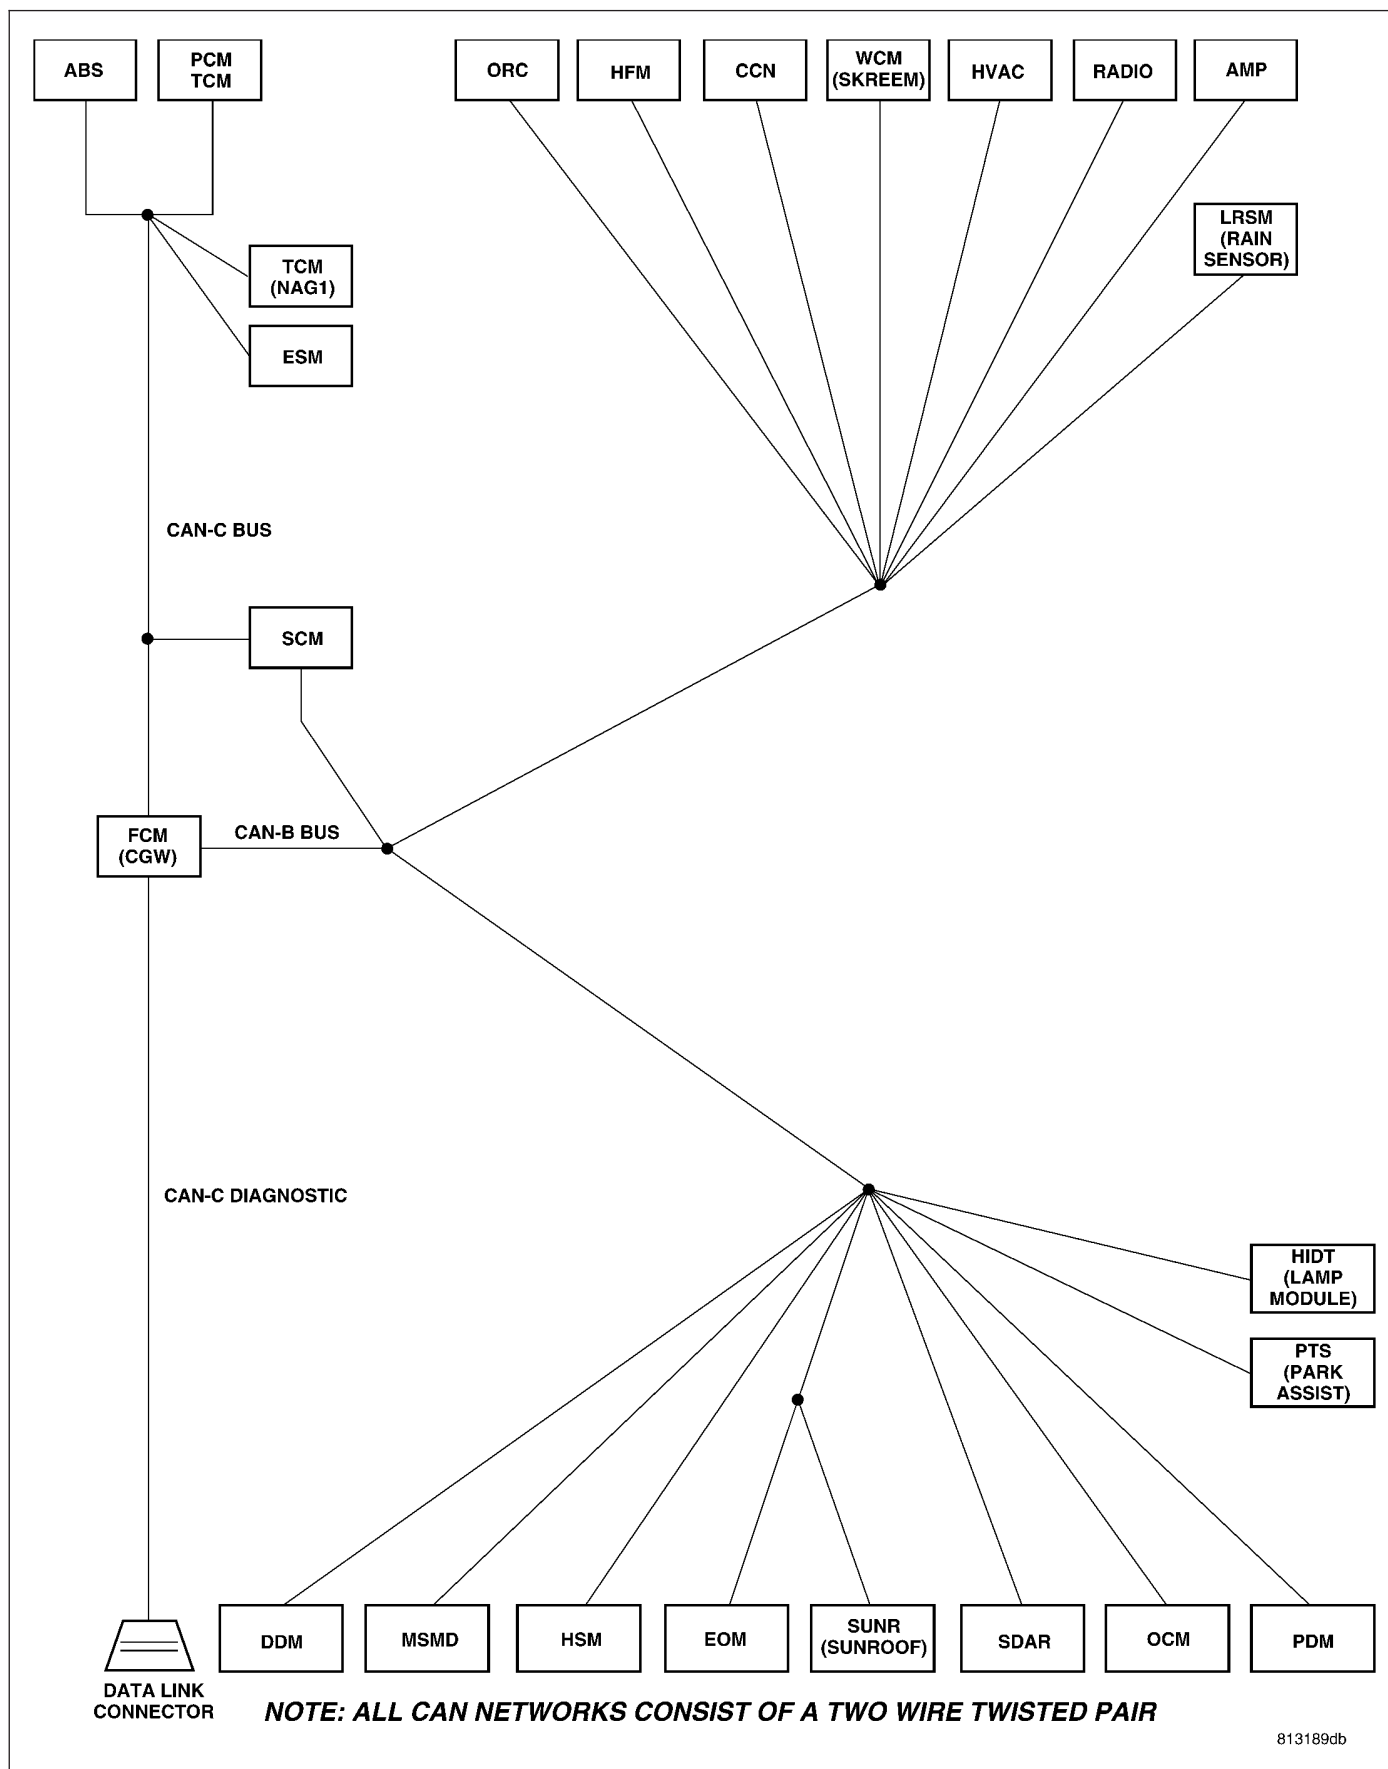 ABS
PCM
TCM
ORC
HFM
CCN
WCM
(SKREEM)
HVAC
RADIO
AMP
LRSM
(RAIN
SENSOR)
TCM
(NAG1)
ESM
CAN-C BUS
SCM
FCM
(CGW)
CAN-B BUS
CAN-C DIAGNOSTIC
HIDT
(LAMP
MODULE)
PTS
(PARK
ASSIST)
DDM
MSMD
HSM
EOM
SUNR
(SUNROOF)
SDAR
OCM
PDM
DATA LINK
CONNECTOR
NOTE: ALL CAN NETWORKS CONSIST OF A TWO WIRE TWISTED PAIR
813189db